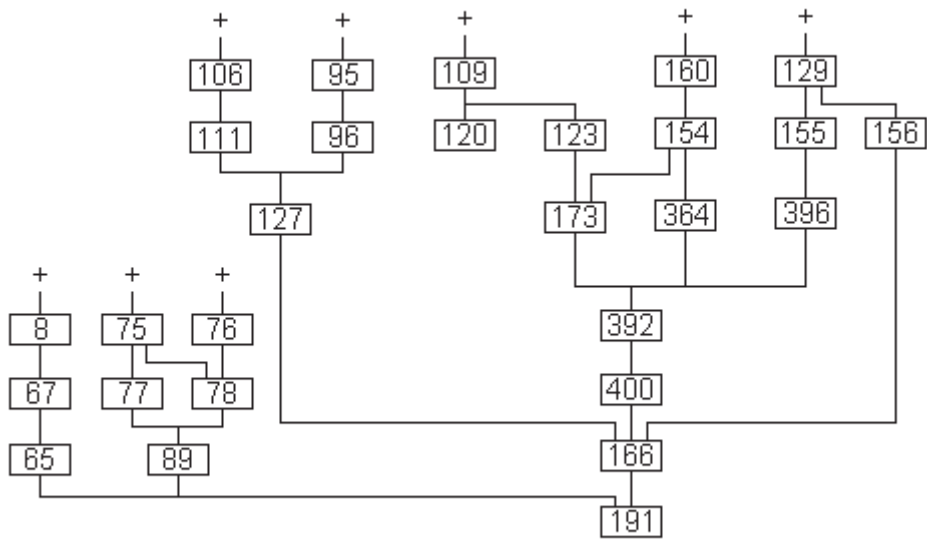 + + + + +
106 95 109 160 129
111 96 120 123 154 155 156
127 173 364 396
+ + +
8 75 76 392
67 77 78 400
65 89 166
191